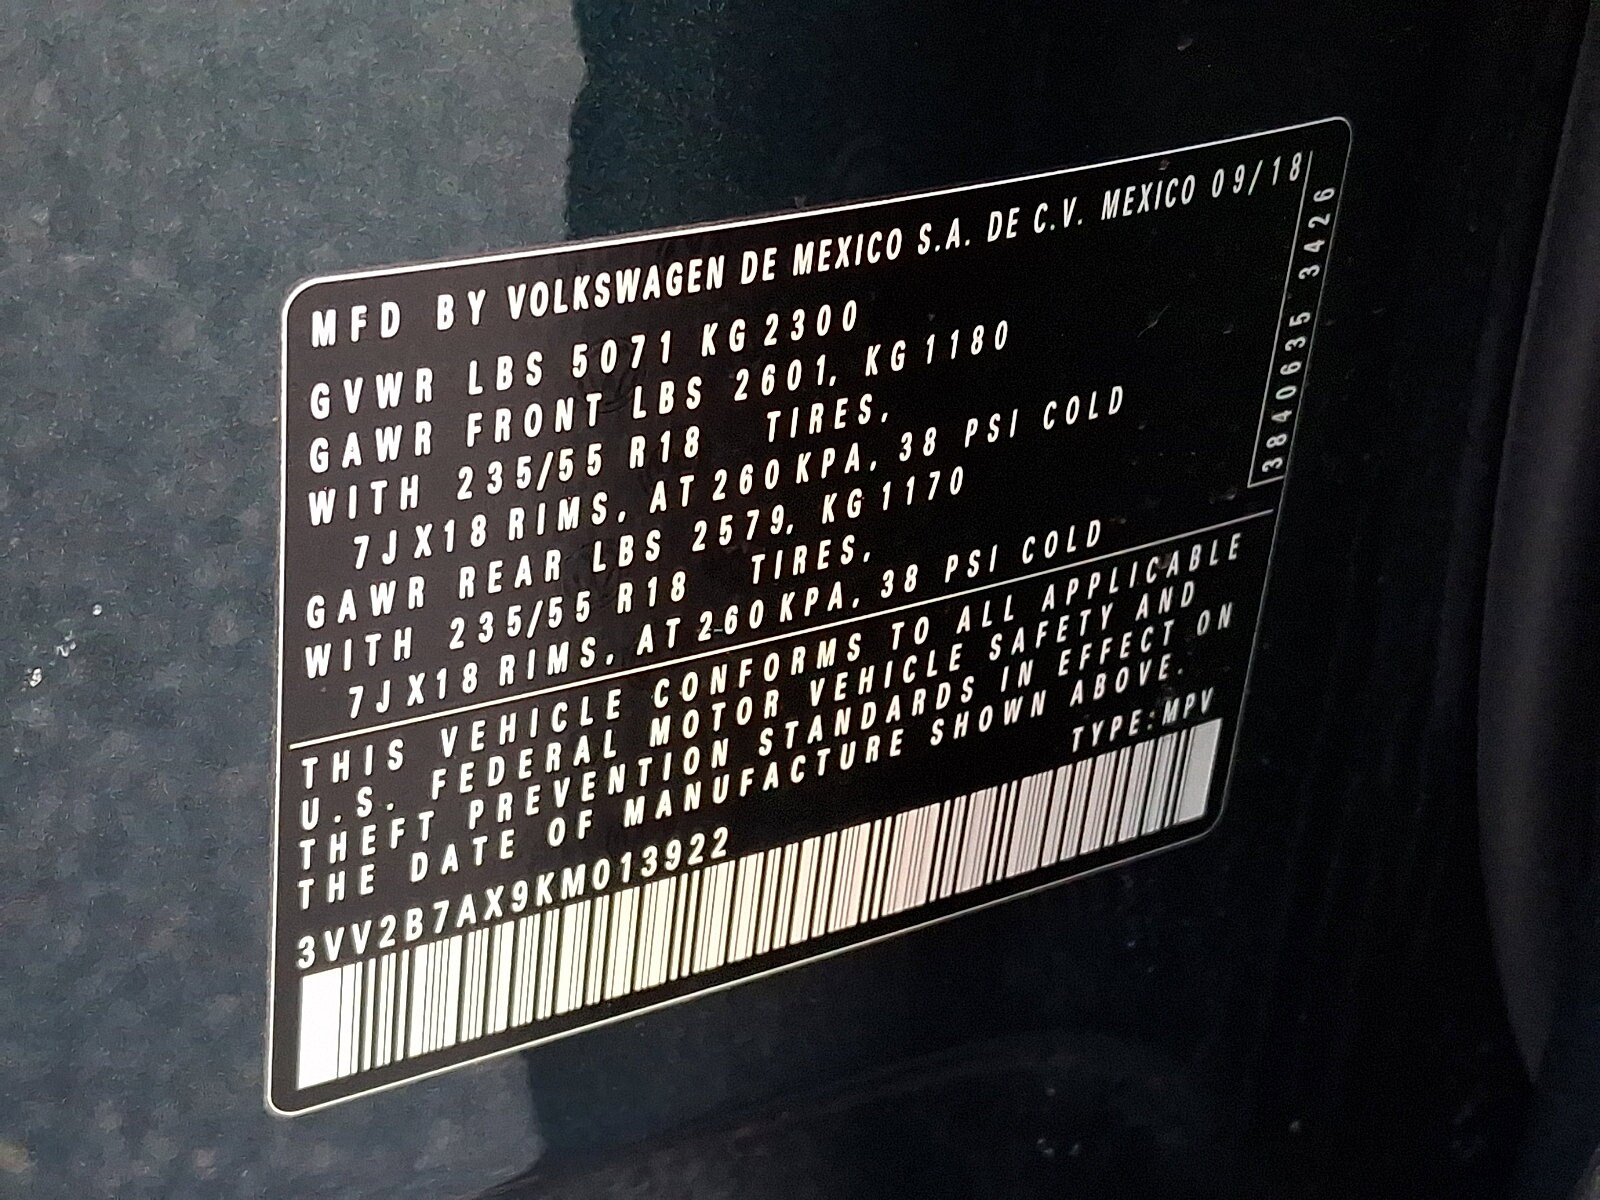 MFD BY VOLKSWAGEN DE MEXICO S.A. DE C.V. MEXICO 09/18
GVWR LBS 5071 KG 2300
GAWR FRONT LBS 2601, KG 1180
WITH 235/55 R18 TIRES,
7JX18 RIMS, AT 260 KPA, 38 PSI COLD
GAWR REAR LBS 2579, KG 1170
WITH 235/55 R18 TIRES,
7JX18 RIMS, AT 260 KPA, 38 PSI COLD
3840635 3426
THIS VEHICLE CONFORMS TO ALL APPLICABLE
U.S. FEDERAL MOTOR VEHICLE SAFETY AND
THEFT PREVENTION STANDARDS IN EFFECT ON
THE DATE OF MANUFACTURE SHOWN ABOVE.
3VV2B7AX9KM013922 TYPE:MPV